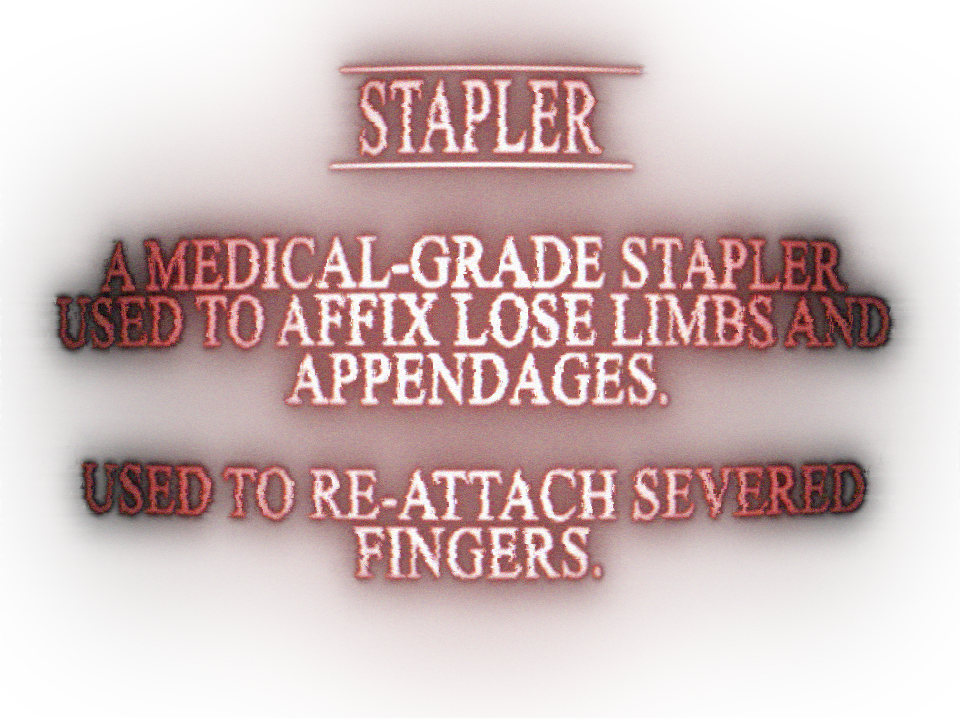 STAPLER
A MEDICAL-GRADE STAPLER
USED TO AFFIX LOSE LIMBS AND
APPENDAGES.
USED TO RE-ATTACH SEVERED
FINGERS.